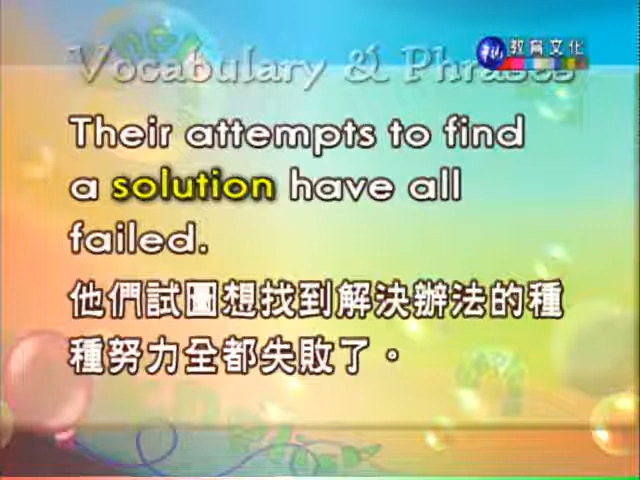 教育文化
Vocabulary & Phrases
Their attempts to find
a solution have all
failed.
他們試圖想找到解決辦法的種
種努力全都失敗了。